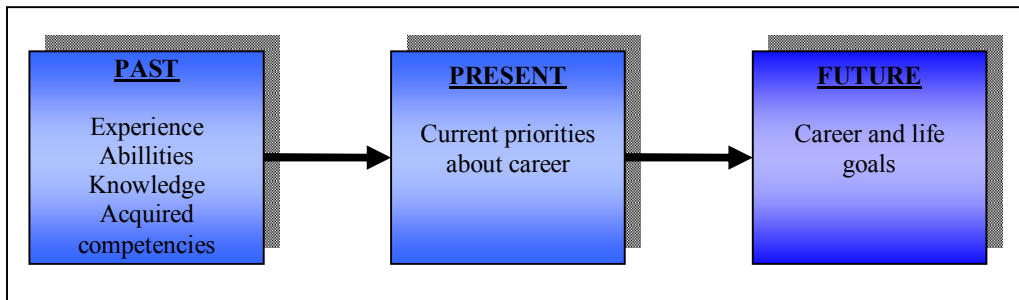 PAST
Experience
Abillities
Knowledge
Acquired
competencies
PRESENT
Current priorities
about career
FUTURE
Career and life
goals